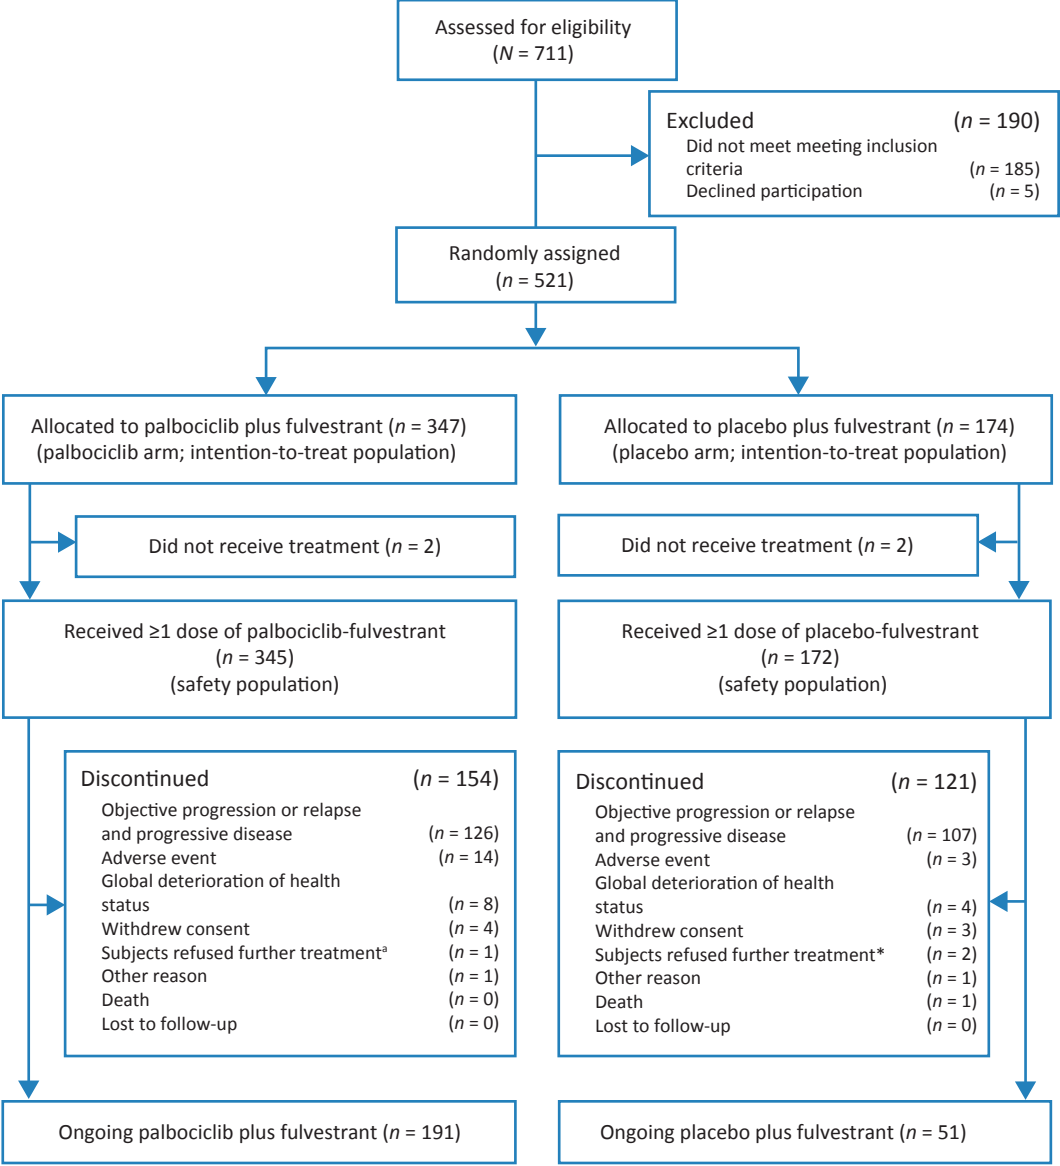 Assessed for eligibility
(N = 711)
Excluded (n = 190)
Did not meet meeting inclusion
criteria (n = 185)
Declined participation (n = 5)
Randomly assigned
(n = 521)
Allocated to palbociclib plus fulvestrant (n = 347)
(palbociclib arm; intention-to-treat population)
Allocated to placebo plus fulvestrant (n = 174)
(placebo arm; intention-to-treat population)
Did not receive treatment (n = 2)
Did not receive treatment (n = 2)
Received ≥1 dose of palbociclib-fulvestrant
(n = 345)
(safety population)
Received ≥1 dose of placebo-fulvestrant
(n = 172)
(safety population)
Discontinued (n = 154)
Objective progression or relapse
and progressive disease (n = 126)
Adverse event (n = 14)
Global deterioration of health
status (n = 8)
Withdrew consent (n = 4)
Subjects refused further treatmentᵃ (n = 1)
Other reason (n = 1)
Death (n = 0)
Lost to follow-up (n = 0)
Discontinued (n = 121)
Objective progression or relapse
and progressive disease (n = 107)
Adverse event (n = 3)
Global deterioration of health
status (n = 4)
Withdrew consent (n = 3)
Subjects refused further treatment* (n = 2)
Other reason (n = 1)
Death (n = 1)
Lost to follow-up (n = 0)
Ongoing palbociclib plus fulvestrant (n = 191)
Ongoing placebo plus fulvestrant (n = 51)